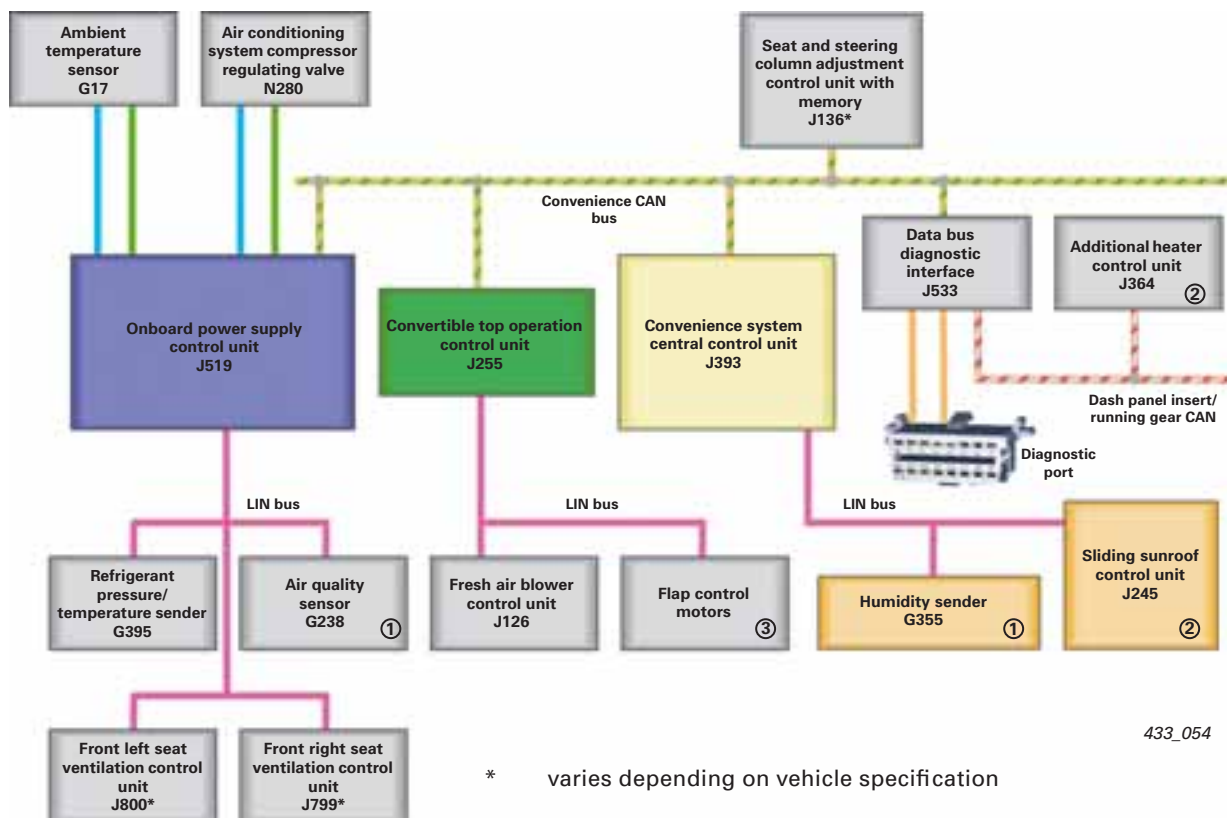 Ambient
temperature
sensor
G17
Air conditioning
system compressor
regulating valve
N280
Seat and steering
column adjustment
control unit with
memory
J136*
Convenience CAN
bus
Onboard power supply
control unit
J519
Convertible top operation
control unit
J255
Convenience system
central control unit
J393
Data bus
diagnostic
interface
J533
Additional heater
control unit
J364
②
Dash panel insert/
running gear CAN
Diagnostic
port
LIN bus
LIN bus
LIN bus
Refrigerant
pressure/
temperature sender
G395
Air quality
sensor
G238
①
Fresh air blower
control unit
J126
Flap control
motors
③
Humidity sender
G355
①
Sliding sunroof
control unit
J245
②
Front left seat
ventilation control
unit
J800*
Front right seat
ventilation control
unit
J799*
433_054
* varies depending on vehicle specification